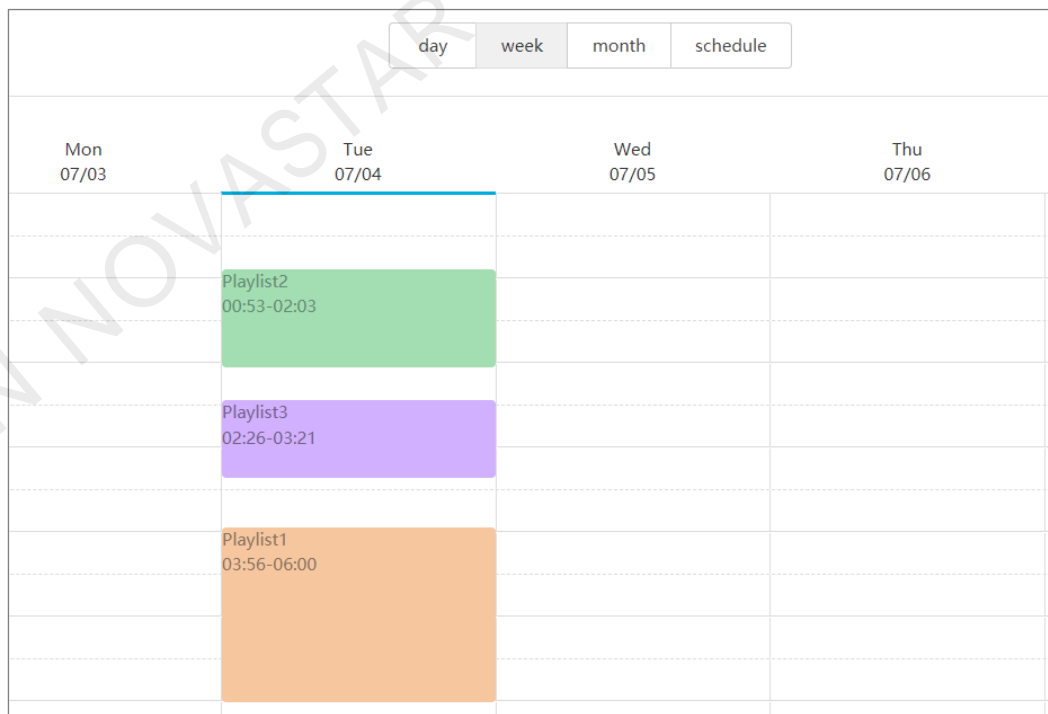 day week month schedule
Mon Tue Wed Thu
07/03 07/04 07/05 07/06
Playlist2
00:53-02:03
Playlist3
02:26-03:21
Playlist1
03:56-06:00
N NOVASTAR